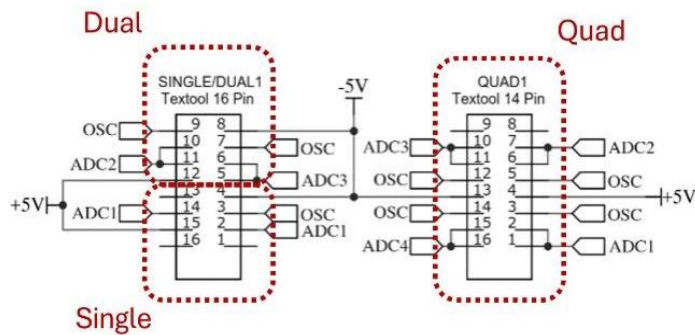 Dual
Quad
SINGLE/DUAL1
Textool 16 Pin
QUAD1
Textool 14 Pin
-5V
OSC 9 8
10 7 OSC
ADC2 11 6
12 5 ADC3
+5V 13 4
ADC1 14 3 OSC
15 2 ADC1
16 1
9 8
ADC3 10 7 ADC2
11 6
OSC 12 5 OSC
13 4 +5V
OSC 14 3 OSC
15 2
ADC4 16 1 ADC1
Single